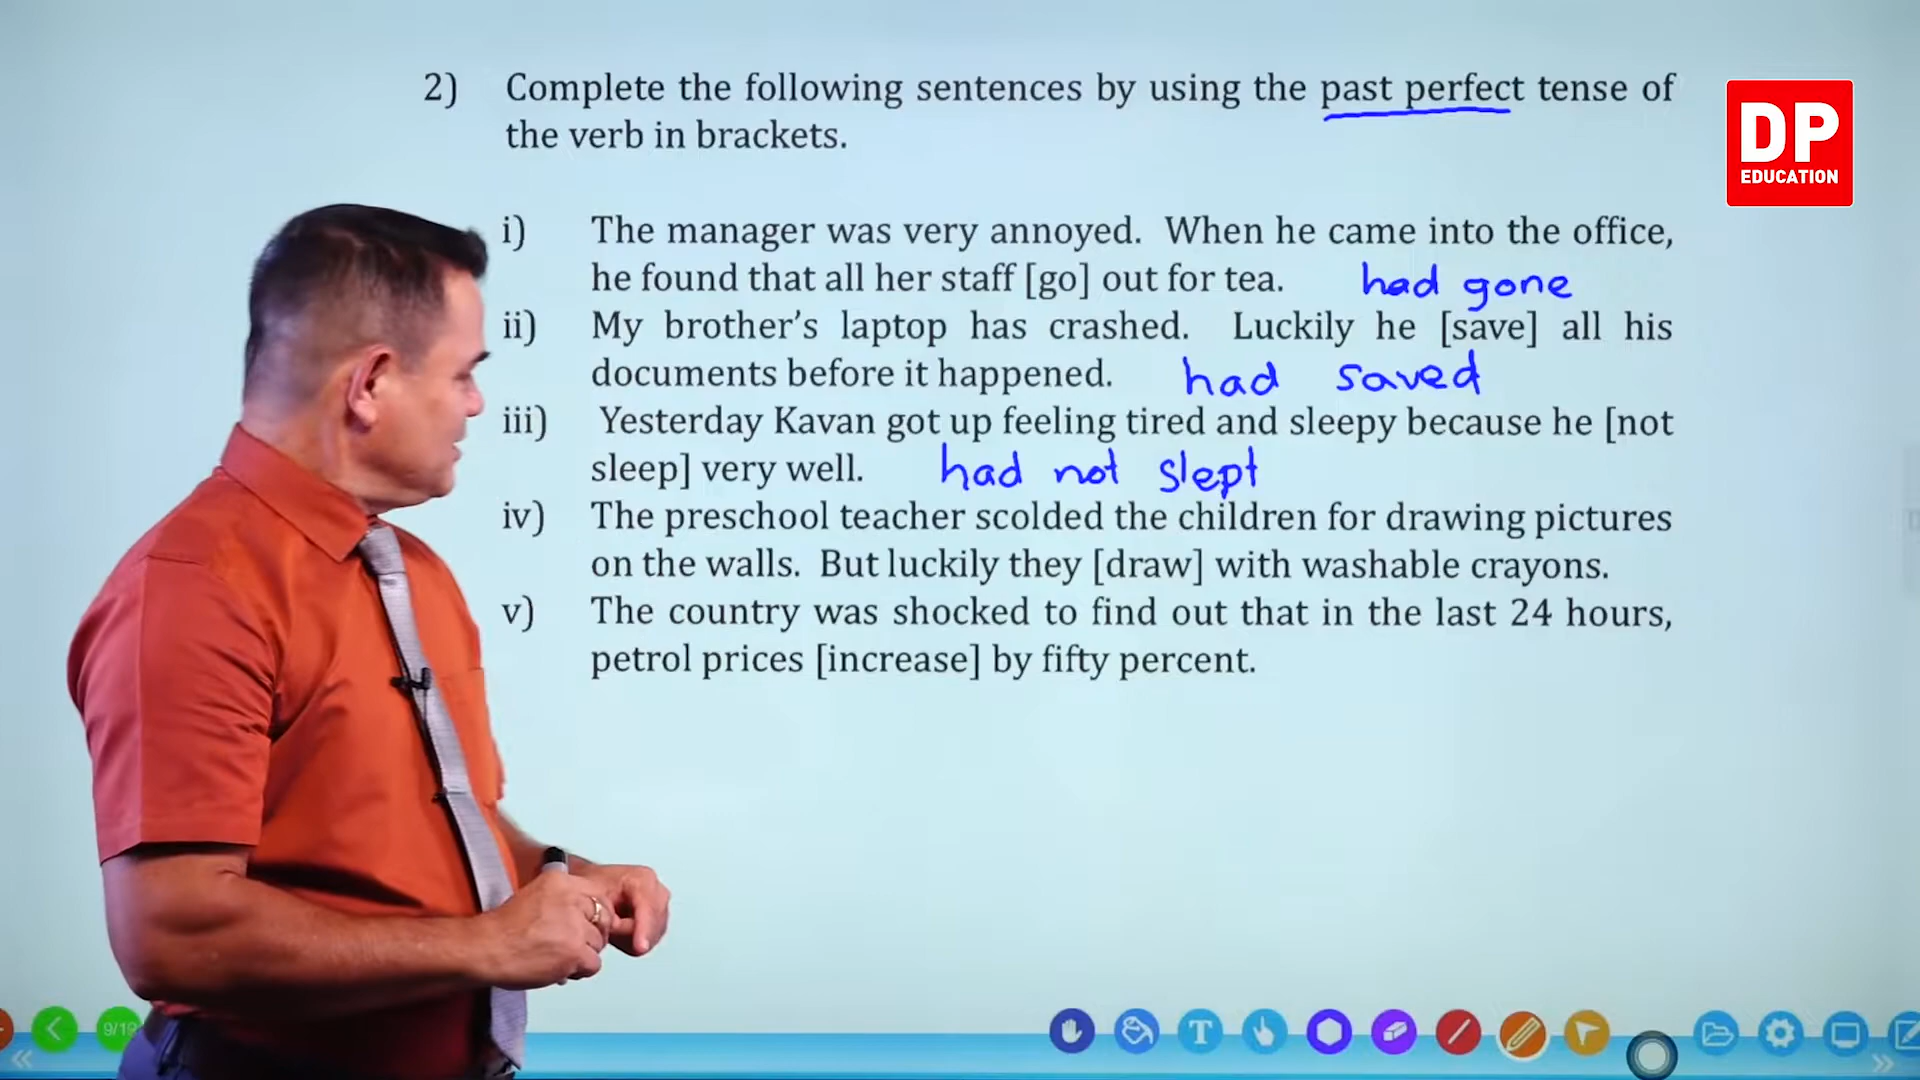 2) Complete the following sentences by using the past perfect tense of
the verb in brackets.
DP
EDUCATION
i) The manager was very annoyed. When he came into the office,
he found that all her staff [go] out for tea. had gone
ii) My brother's laptop has crashed. Luckily he [save] all his
documents before it happened. had saved
iii) Yesterday Kavan got up feeling tired and sleepy because he [not
sleep] very well. had not slept
iv) The preschool teacher scolded the children for drawing pictures
on the walls. But luckily they [draw] with washable crayons.
v) The country was shocked to find out that in the last 24 hours,
petrol prices [increase] by fifty percent.
9/19
T